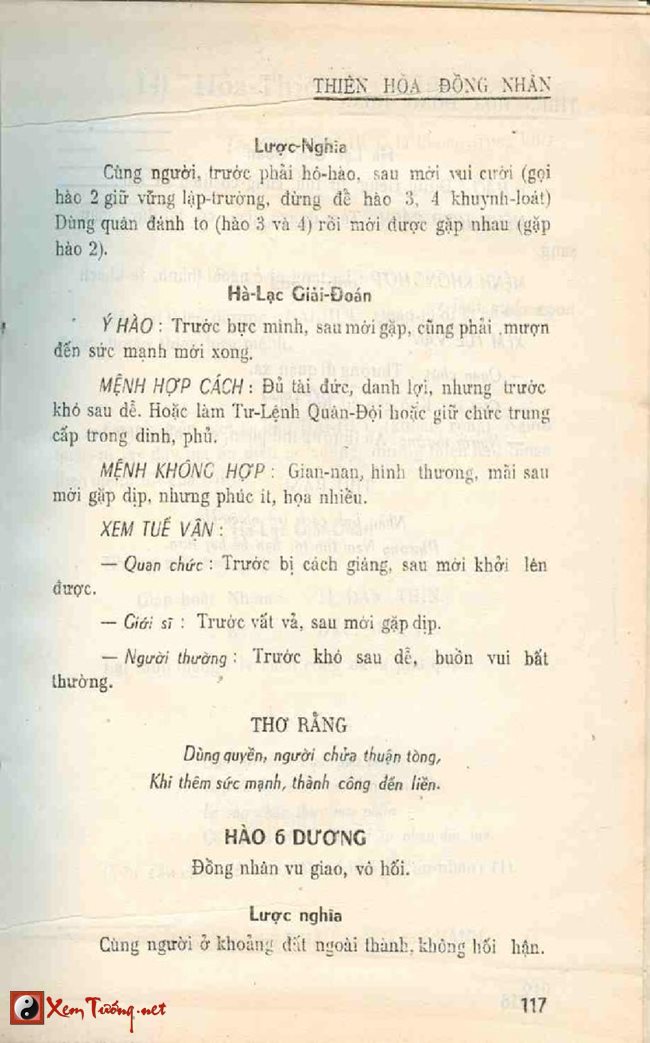 THIÊN HỎA ĐỒNG NHÂN
Lược-Nghĩa
Cùng người, trước phải hô-hào, sau mới vui cười (gọi
hào 2 giữ vững lập-trường, đừng để hào 3, 4 khuynh-loát)
Dùng quân đánh to (hào 3 và 4) rồi mới được gặp nhau (gặp
hào 2).
Hà-Lạc Giải-Đoán
Ý HÀO : Trước bực mình, sau mới gặp, cũng phải mượn
đến sức mạnh mới xong.
MỆNH HỢP CÁCH : Đủ tài đức, danh lợi, nhưng trước
khó sau dễ. Hoặc làm Tư-Lệnh Quân-Đội hoặc giữ chức trung
cấp trong dinh, phủ.
MỆNH KHÔNG HỢP : Gian-nan, hình thương, mãi sau
mới gặp dịp, nhưng phúc ít, họa nhiều.
XEM TUẾ VẬN :
— Quan chức : Trước bị cách giáng, sau mới khởi lên
được.
— Giới sĩ : Trước vất vả, sau mới gặp dịp.
— Người thường : Trước khó sau dễ, buồn vui bất
thường.
THƠ RẰNG
Dùng quyền, người chửa thuận tòng,
Khi thêm sức mạnh, thành công đến liền.
HÀO 6 DƯƠNG
Đồng nhân vu giao, vô hối.
Lược nghĩa
Cùng người ở khoảng đất ngoài thành, không hối hận.
XemTướng.net
117